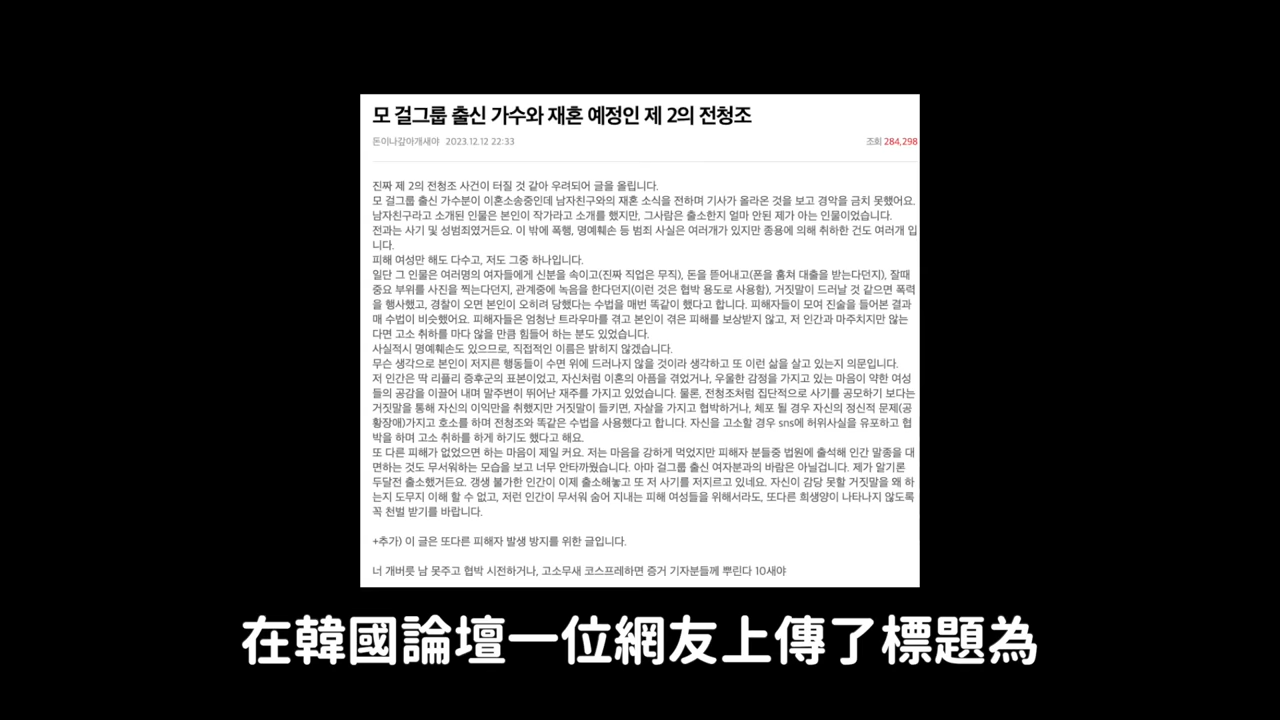 모 걸그룹 출신 가수와 재혼 예정인 제 2의 전청조
돈이나갚아개새야 2023.12.12 22:33 조회 284,298
진짜 제 2의 전청조 사건이 터질 것 같아 우려되어 글을 올립니다.
모 걸그룹 출신 가수분이 이혼소송중인데 남자친구와의 재혼 소식을 전하며 기사가 올라온 것을 보고 경악을 금치 못했어요.
남자친구라고 소개된 인물은 본인이 작가라고 소개를 했지만, 그사람은 출소한지 얼마 안된 제가 아는 인물이었습니다.
전과는 사기 및 성범죄였거든요. 이 밖에 폭행, 명예훼손 등 범죄 사실은 여러개가 있지만 종용에 의해 취하한 건도 여러개 입
니다.
피해 여성만 해도 다수고, 저도 그중 하나입니다.
일단 그 인물은 여러명의 여자들에게 신분을 속이고(진짜 직업은 무직), 돈을 뜯어내고(폰을 훔쳐 대출을 받는다던지), 잘때
중요 부위를 사진을 찍는다던지, 관계중에 녹음을 한다던지(이런 것은 협박 용도로 사용함), 거짓말이 드러날 것 같으면 폭력
을 행사했고, 경찰이 오면 본인이 오히려 당했다는 수법을 매번 똑같이 했다고 합니다. 피해자들이 모여 진술을 들어본 결과
매 수법이 비슷했어요. 피해자들은 엄청난 트라우마를 겪고 본인이 겪은 피해를 보상받지 않고, 저 인간과 마주치지만 않는
다면 고소 취하를 마다 않을 만큼 힘들어 하는 분도 있었습니다.
사실적시 명예훼손도 있으므로, 직접적인 이름은 밝히지 않겠습니다.
무슨 생각으로 본인이 저지른 행동들이 수면 위에 드러나지 않을 것이라 생각하고 또 이런 삶을 살고 있는지 의문입니다.
저 인간은 딱 리플리 증후군의 표본이었고, 자신처럼 이혼의 아픔을 겪었거나, 우울한 감정을 가지고 있는 마음이 약한 여성
들의 공감을 이끌어 내며 말주변이 뛰어난 재주를 가지고 있었습니다. 물론, 전청조처럼 집단적으로 사기를 공모하기 보다는
거짓말을 통해 자신의 이익만을 취했지만 거짓말이 들키면, 자살을 가지고 협박하거나, 체포 될 경우 자신의 정신적 문제(공
황장애)가지고 호소를 하며 전청조와 똑같은 수법을 사용했다고 합니다. 자신을 고소할 경우 sns에 허위사실을 유포하고 협
박을 하며 고소 취하를 하게 하기도 했다고 해요.
또 다른 피해가 없었으면 하는 마음이 제일 커요. 저는 마음을 강하게 먹었지만 피해자 분들중 법원에 출석해 인간 말종을 대
면하는 것도 무서워하는 모습을 보고 너무 안타까웠습니다. 아마 걸그룹 출신 여자분과의 바람은 아닐겁니다. 제가 알기론
두달전 출소했거든요. 갱생 불가한 인간이 이제 출소해놓고 또 저 사기를 저지르고 있네요. 자신이 감당 못할 거짓말을 왜 하
는지 도무지 이해 할 수 없고, 저런 인간이 무서워 숨어 지내는 피해 여성들을 위해서라도, 또다른 희생양이 나타나지 않도록
꼭 천벌 받기를 바랍니다.
+추가) 이 글은 또다른 피해자 발생 방지를 위한 글입니다.
너 개버릇 남 못주고 협박 시전하거나, 고소무새 코스프레하면 증거 기자분들께 뿌린다 10새야
在韓國論壇一位網友上傳了標題為